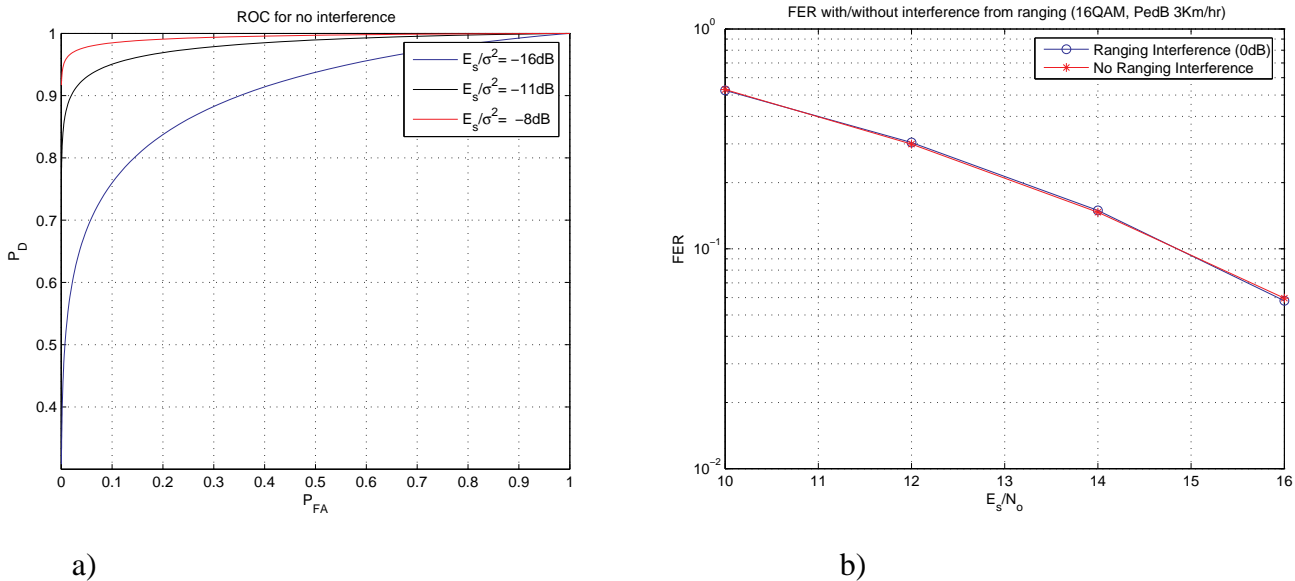 ROC for no interference
E_s/σ^2= −16dB
E_s/σ^2= −11dB
E_s/σ^2= −8dB
1
0.9
0.8
0.7
0.6
0.5
0.4
P_D
0 0.1 0.2 0.3 0.4 0.5 0.6 0.7 0.8 0.9 1
P_FA
a)
FER with/without interference from ranging (16QAM, PedB 3Km/hr)
Ranging Interference (0dB)
No Ranging Interference
10^0
10^−1
10^−2
FER
10 11 12 13 14 15 16
E_s/N_o
b)